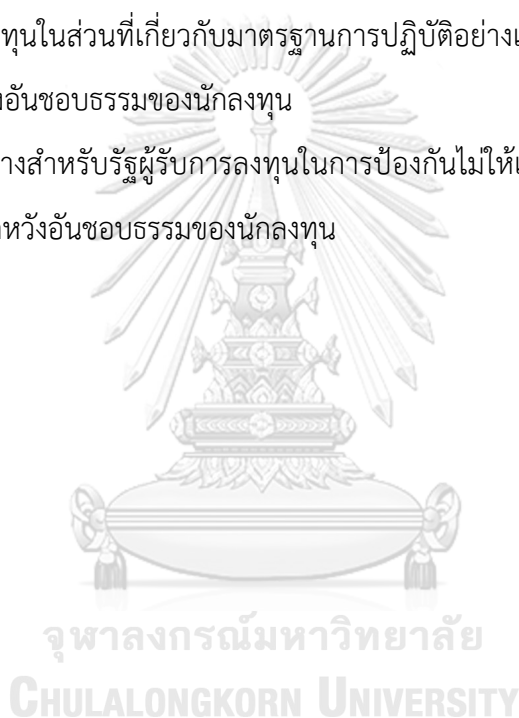 ทุนในส่วนที่เกี่ยวกับมาตรฐานการปฏิบัติอย่างเ
งอันชอบธรรมของนักลงทุน
างสำหรับรัฐผู้รับการลงทุนในการป้องกันไม่ให้เ
หวังอันชอบธรรมของนักลงทุน
จุฬาลงกรณ์มหาวิทยาลัย
CHULALONGKORN UNIVERSITY